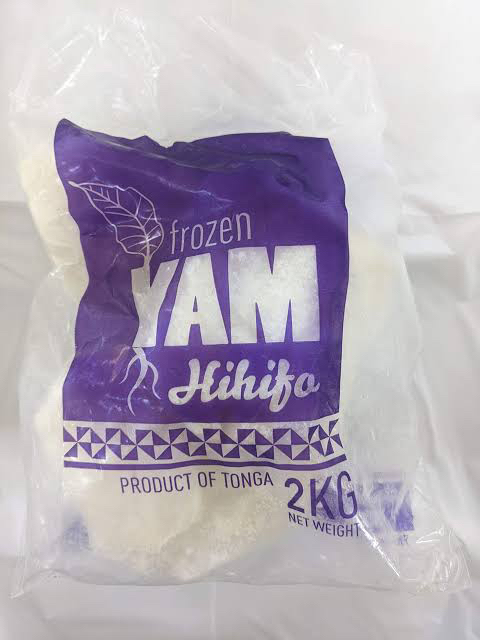 frozen
YAM
Hihifo
PRODUCT OF TONGA
2KG
NET WEIGHT